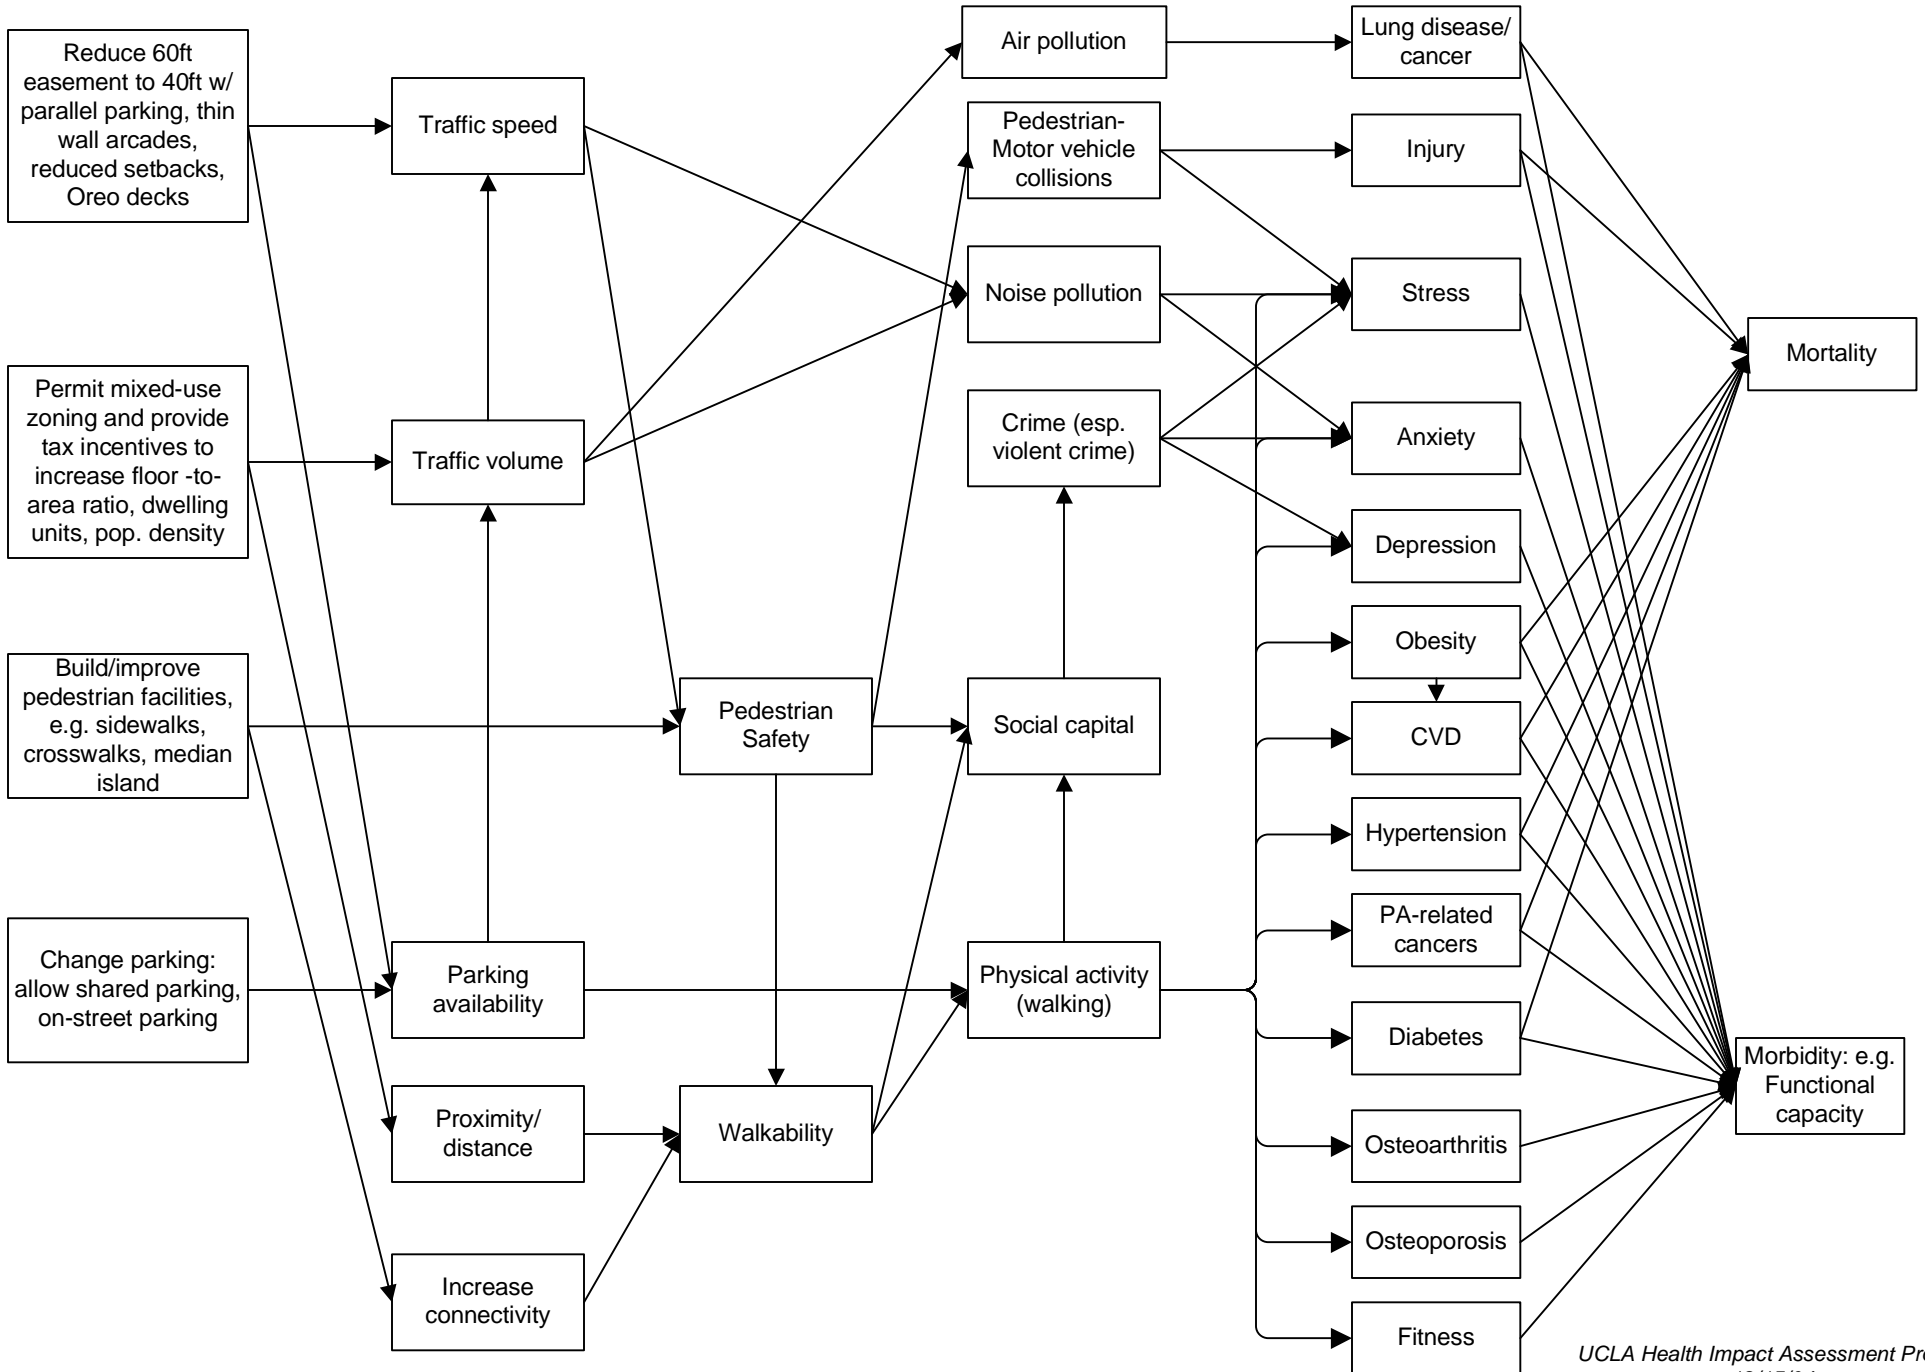 Reduce 60ft
easement to 40ft w/
parallel parking, thin
wall arcades,
reduced setbacks,
Oreo decks
Permit mixed-use
zoning and provide
tax incentives to
increase floor -to-
area ratio, dwelling
units, pop. density
Build/improve
pedestrian facilities,
e.g. sidewalks,
crosswalks, median
island
Change parking:
allow shared parking,
on-street parking
Traffic speed
Traffic volume
Parking
availability
Proximity/
distance
Increase
connectivity
Pedestrian
Safety
Walkability
Air pollution
Pedestrian-
Motor vehicle
collisions
Noise pollution
Crime (esp.
violent crime)
Social capital
Physical activity
(walking)
Lung disease/
cancer
Injury
Stress
Anxiety
Depression
Obesity
CVD
Hypertension
PA-related
cancers
Diabetes
Osteoarthritis
Osteoporosis
Fitness
Mortality
Morbidity: e.g.
Functional
capacity
UCLA Health Impact Assessment